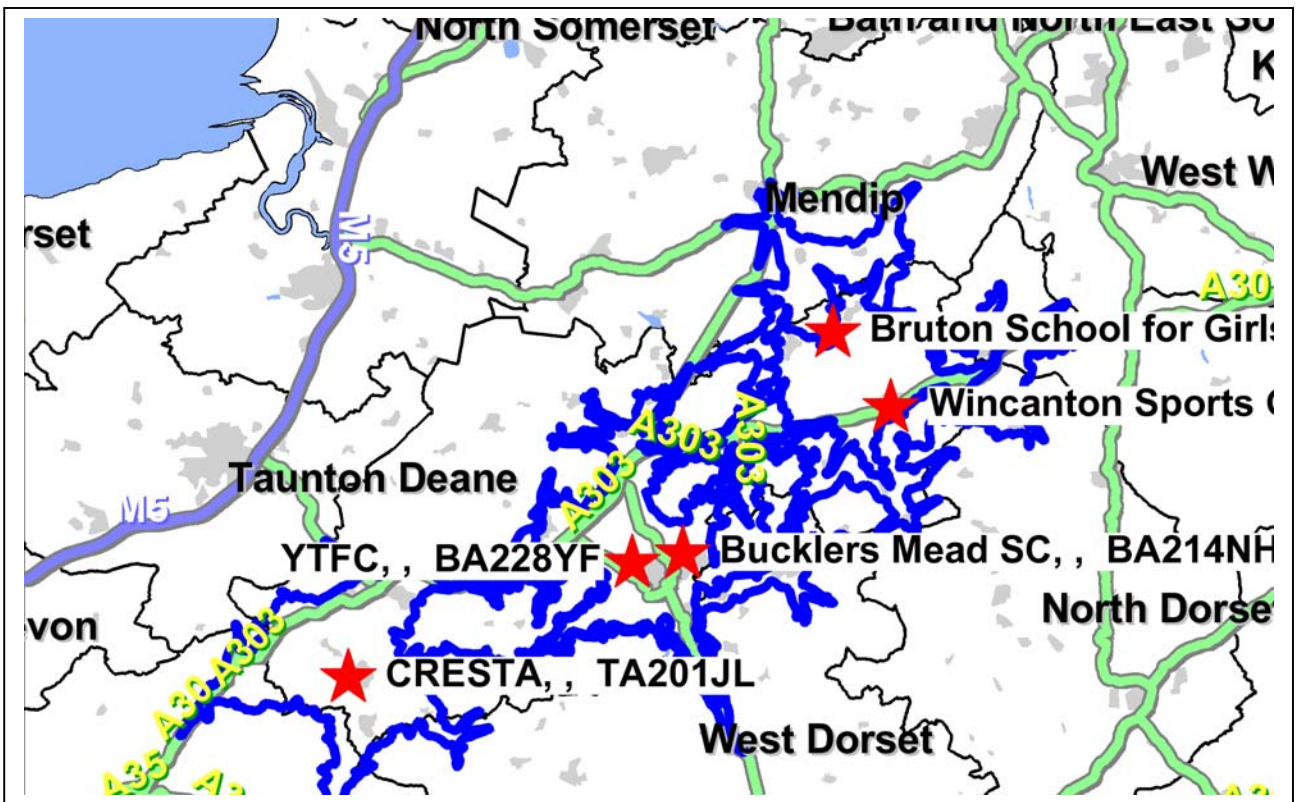 North Somerset
Bath and North East So
K
West W
Mendip
rset
M5
A30
Bruton School for Girls
Wincanton Sports
A303
A303
A303
Taunton Deane
M5
YTFC, , BA228YF
Bucklers Mead SC, , BA214NH
North Dorse
evon
A303
A30
CRESTA, , TA201JL
West Dorset
A35